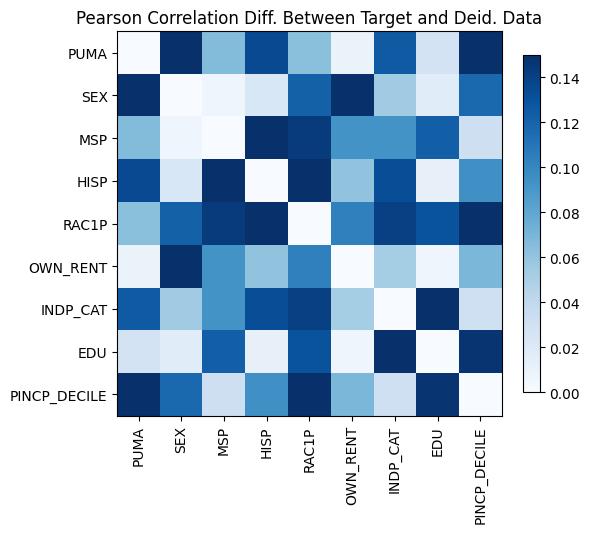 Pearson Correlation Diff. Between Target and Deid. Data
PUMA
SEX
MSP
HISP
RAC1P
OWN_RENT
INDP_CAT
EDU
PINCP_DECILE
PUMA
SEX
MSP
HISP
RAC1P
OWN_RENT
INDP_CAT
EDU
PINCP_DECILE
0.14
0.12
0.10
0.08
0.06
0.04
0.02
0.00